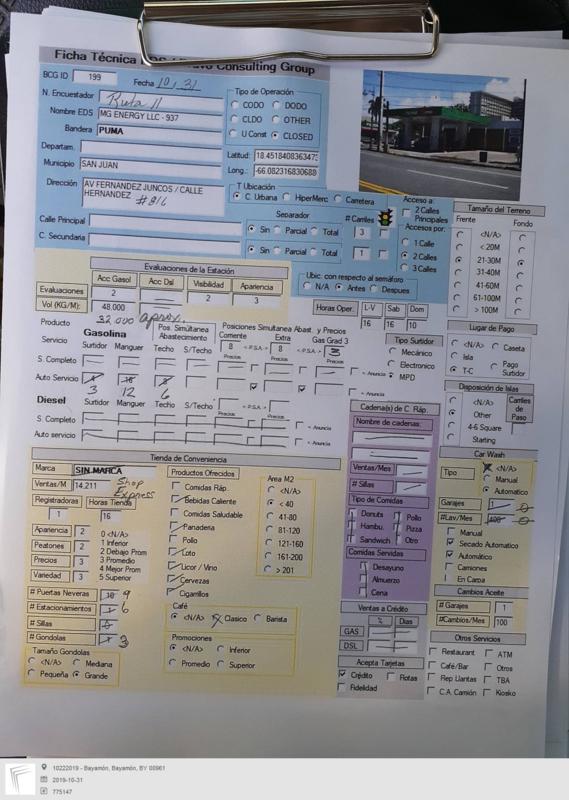 Ficha Técnica
Consulting Group
BCG ID 199 Fecha 10/31
N. Encuestador Ruta 11
Nombre EDS MG ENERGY LLC - 937
Bandera PUMA
Departam.
Municipio SAN JUAN
Dirección AV FERNANDEZ JUNCOS / CALLE HERNANDEZ
#816
Calle Principal
C. Secundaria
Tipo de Operación
CODO DODO
CLDO OTHER
U Const CLOSED
Latitud: 18.4518408363473
Long.: -66.082316830688
T Ubicación
C. Urbana HiperMerc Carretera
Separador # Carriles
Sin Parcial Total 3
Sin Parcial Total 1
Acceso a:
2 Calles Principales
Accesos por:
1 Calle
2 Calles
3 Calles
Ubic. con respecto al semáforo
N/A Antes Despues
Tamaño del Terreno
Frente Fondo
<N/A>
< 20M
21-30M
31-40M
41-60M
61-100M
> 100M
Evaluaciones de la Estación
Acc Gasol Acc Dsl Visibilidad Apariencia
Evaluaciones 2 2 3
Vol (KG/M): 48.000
32.000 aprox.
Horas Oper. L-V Sab Dom
16 16 10
Producto
Servicio
Gasolina
Surtidor Manguer
Pos. Simultanea Abastecimiento
Techo S/Techo
Posiciones Simultanea Abast. y Precios
Corriente Extra Gas Grad 3
8 < P.S.A.> 8 < P.S.A.> 3
Precios Precios Precios
S. Completo < Anuncia
Auto Servicio < Anuncia
3 12 6
Diesel Surtidor Manguer Techo S/Techo < P.S.A.>
S. Completo < Anuncia
Auto servicio < Anuncia
Tipo Surtidor
Mecánico
Electronico
MPD
Lugar de Pago
<N/A> Caseta
Isla Pago Surtidor
T-C
Disposición de Islas
<N/A>
Other
4-6 Square
Starting
Carriles de Paso
Tienda de Conveniencia
Marca SIN MARCA
Ventas/M 14.211
Shop Express
Registradoras Horas Tienda
1 16
Apariencia 2
Peatones 2
Precios 3
Variedad 3
0 <N/A>
1 Inferior
2 Debajo Prom
3 Promedio
4 Mejor Prom
5 Superior
# Puertas Neveras 9
# Estacionamientos 6
# Sillas
# Gondolas 3
Tamaño Gondolas
<N/A> Mediana
Pequeña Grande
Productos Ofrecidos
Comidas Ráp.
Bebidas Caliente
Comidas Saludable
Panaderia
Pollo
Loto
Licor / Vino
Cervezas
Cigarrillos
Café
<N/A> Clasico Barista
Promociones
<N/A> Inferior
Promedio Superior
Area M2
<N/A>
< 40
41-80
81-120
121-160
161-200
> 201
Cadena(s) de C. Ráp.
Nombre de cadenas:
Ventas/Mes
# Sillas
Tipo de Comidas
Donuts Pollo
Hambu. Pizza
Sandwich Otro
Comidas Servidas
Desayuno
Almuerzo
Cena
Ventas a Crédito
% Dias
GAS
DSL
Acepta Tarjetas
Crédito Flotas
Fidelidad
Car Wash
Tipo <N/A>
Manual
Automatico
Garajes 1 0
#Lav/Mes 400 0
Manual
Secado Automatico
Automático
Camiones
En Carpa
Cambios Aceite
# Garajes 1
#Cambios/Mes 100
Otros Servicios
Restaurant ATM
Café/Bar Otros
Rep Llantas TBA
C.A. Camión Kiosko
10222019 - Bayamón, Bayamón, BY 00961
2019-10-31
775147